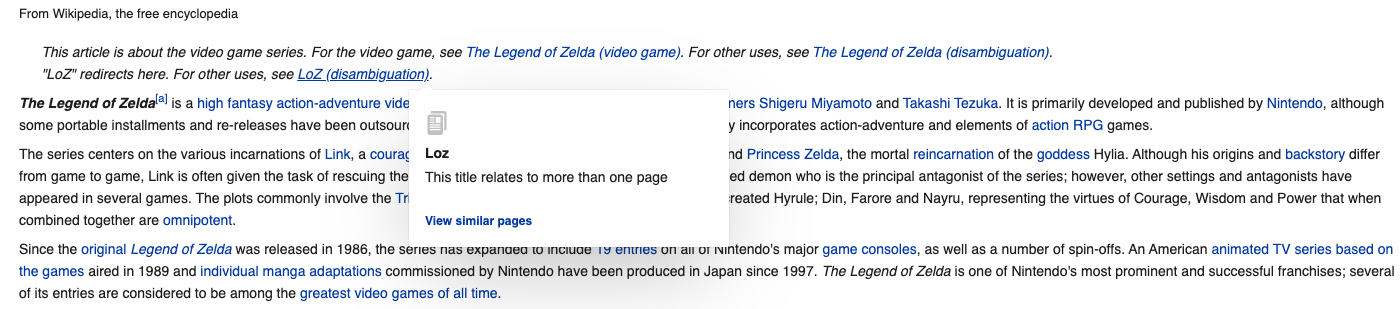 From Wikipedia, the free encyclopedia
This article is about the video game series. For the video game, see The Legend of Zelda (video game). For other uses, see The Legend of Zelda (disambiguation).
"LoZ" redirects here. For other uses, see LoZ (disambiguation).
The Legend of Zelda[a] is a high fantasy action-adventure vide ners Shigeru Miyamoto and Takashi Tezuka. It is primarily developed and published by Nintendo, although
some portable installments and re-releases have been outsour y incorporates action-adventure and elements of action RPG games.
The series centers on the various incarnations of Link, a courag nd Princess Zelda, the mortal reincarnation of the goddess Hylia. Although his origins and backstory differ
from game to game, Link is often given the task of rescuing the ed demon who is the principal antagonist of the series; however, other settings and antagonists have
appeared in several games. The plots commonly involve the Tri reated Hyrule; Din, Farore and Nayru, representing the virtues of Courage, Wisdom and Power that when
combined together are omnipotent.
Loz
This title relates to more than one page
View similar pages
Since the original Legend of Zelda was released in 1986, the series has expanded to include 19 entries on all of Nintendo's major game consoles, as well as a number of spin-offs. An American animated TV series based on
the games aired in 1989 and individual manga adaptations commissioned by Nintendo have been produced in Japan since 1997. The Legend of Zelda is one of Nintendo's most prominent and successful franchises; several
of its entries are considered to be among the greatest video games of all time.